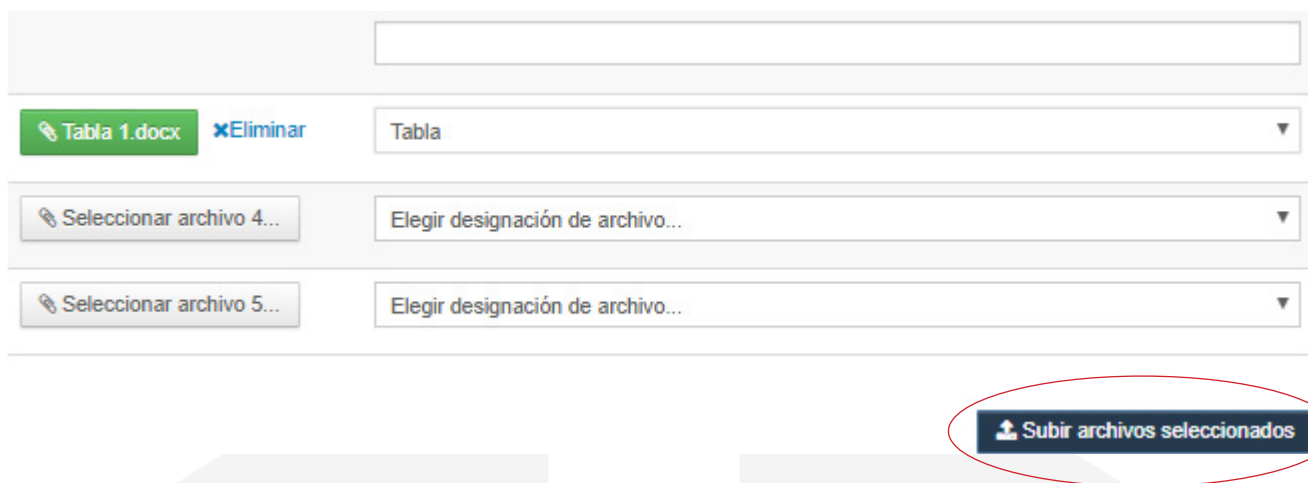 Tabla 1.docx Eliminar Tabla
Seleccionar archivo 4... Elegir designación de archivo...
Seleccionar archivo 5... Elegir designación de archivo...
Subir archivos seleccionados